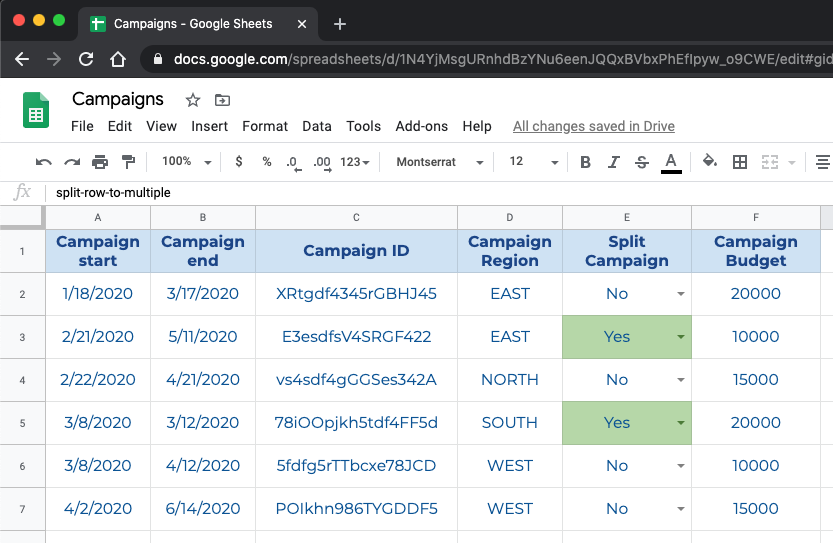 Campaigns - Google Sheets
docs.google.com/spreadsheets/d/1N4YjMsgURnhdBzYNu6eenJQQxBVbxPhEfIpyw_o9CWE/edit#gid
Campaigns
File Edit View Insert Format Data Tools Add-ons Help All changes saved in Drive
100% $ % .0 .00 123 Montserrat 12 B I S A
fx split-row-to-multiple
A B C D E F
1 Campaign start Campaign end Campaign ID Campaign Region Split Campaign Campaign Budget
2 1/18/2020 3/17/2020 XRtgdf4345rGBHJ45 EAST No 20000
3 2/21/2020 5/11/2020 E3esdfsV4SRGF422 EAST Yes 10000
4 2/22/2020 4/21/2020 vs4sdf4gGGSes342A NORTH No 15000
5 3/8/2020 3/12/2020 78iOOpjkh5tdf4FF5d SOUTH Yes 20000
6 3/8/2020 4/12/2020 5fdfg5rTTbcxe78JCD WEST No 10000
7 4/2/2020 6/14/2020 POIkhn986TYGDDF5 WEST No 15000